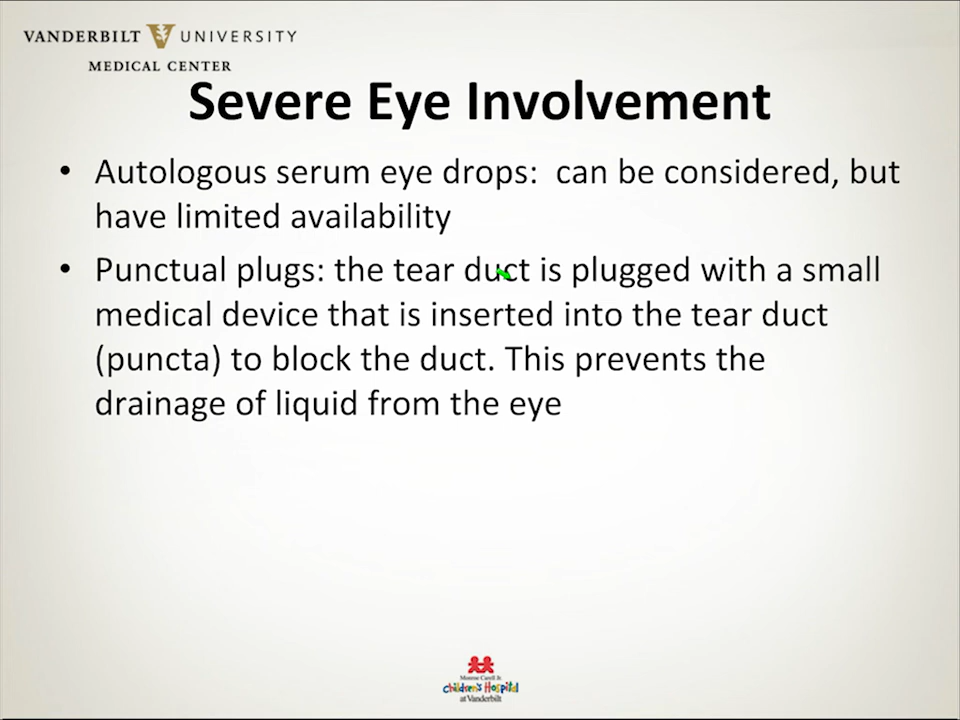 VANDERBILT UNIVERSITY
MEDICAL CENTER
Severe Eye Involvement
• Autologous serum eye drops: can be considered, but
have limited availability
• Punctual plugs: the tear duct is plugged with a small
medical device that is inserted into the tear duct
(puncta) to block the duct. This prevents the
drainage of liquid from the eye
Monroe Carell Jr.
Children's Hospital
at Vanderbilt